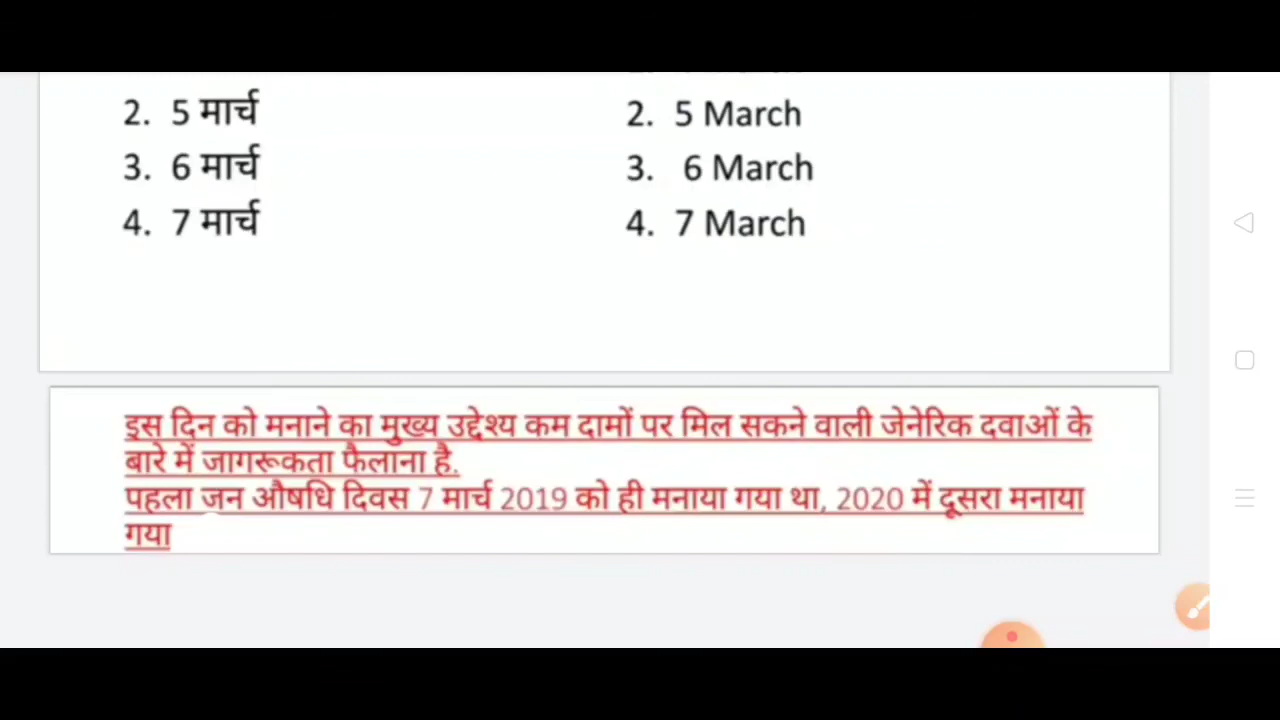 2. 5 मार्च
2. 5 March
3. 6 मार्च
3. 6 March
4. 7 मार्च
4. 7 March
इस दिन को मनाने का मुख्य उद्देश्य कम दामों पर मिल सकने वाली जेनेरिक दवाओं के
बारे में जागरूकता फैलाना है.
पहला जन औषधि दिवस 7 मार्च 2019 को ही मनाया गया था, 2020 में दूसरा मनाया
गया